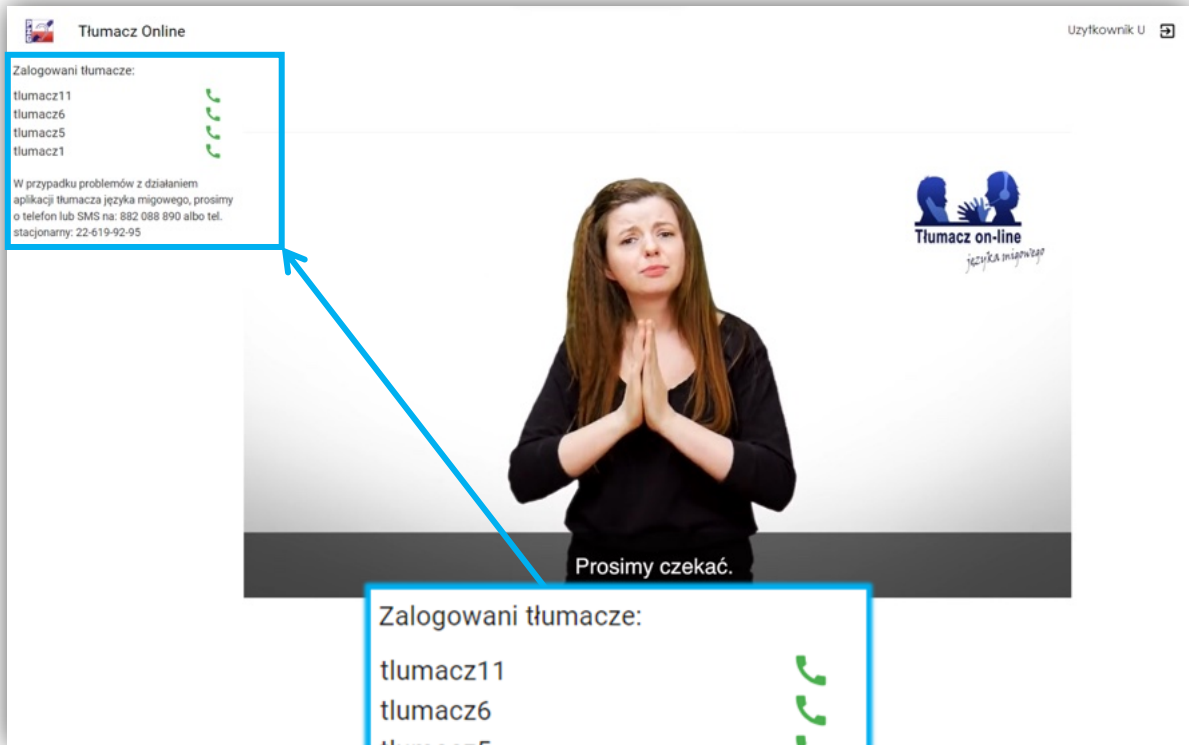 Tłumacz Online
Uzytkownik U
Zalogowani tłumacze:
tlumacz11
tlumacz6
tlumacz5
tlumacz1
W przypadku problemów z działaniem
aplikacji tłumacza języka migowego, prosimy
o telefon lub SMS na: 882 088 890 albo tel.
stacjonarny: 22-619-92-95
Tłumacz on-line
języka migowego
Prosimy czekać.
Zalogowani tłumacze:
tlumacz11
tlumacz6